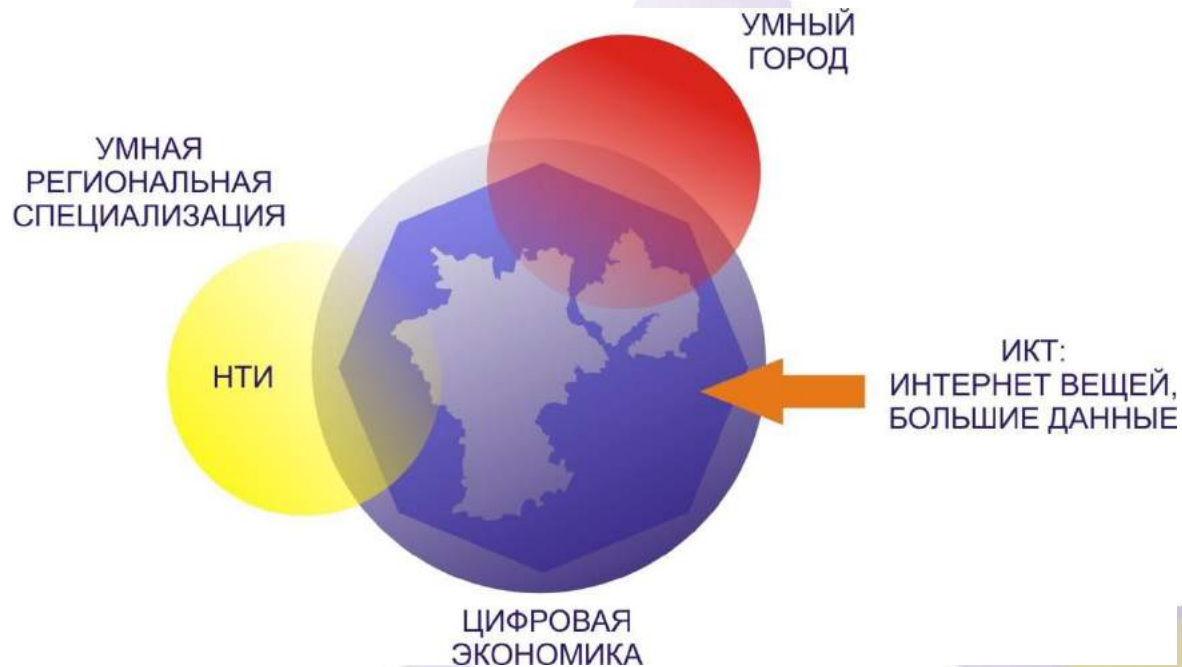 УМНЫЙ
ГОРОД
УМНАЯ
РЕГИОНАЛЬНАЯ
СПЕЦИАЛИЗАЦИЯ
НТИ
ИКТ:
ИНТЕРНЕТ ВЕЩЕЙ,
БОЛЬШИЕ ДАННЫЕ
ЦИФРОВАЯ
ЭКОНОМИКА